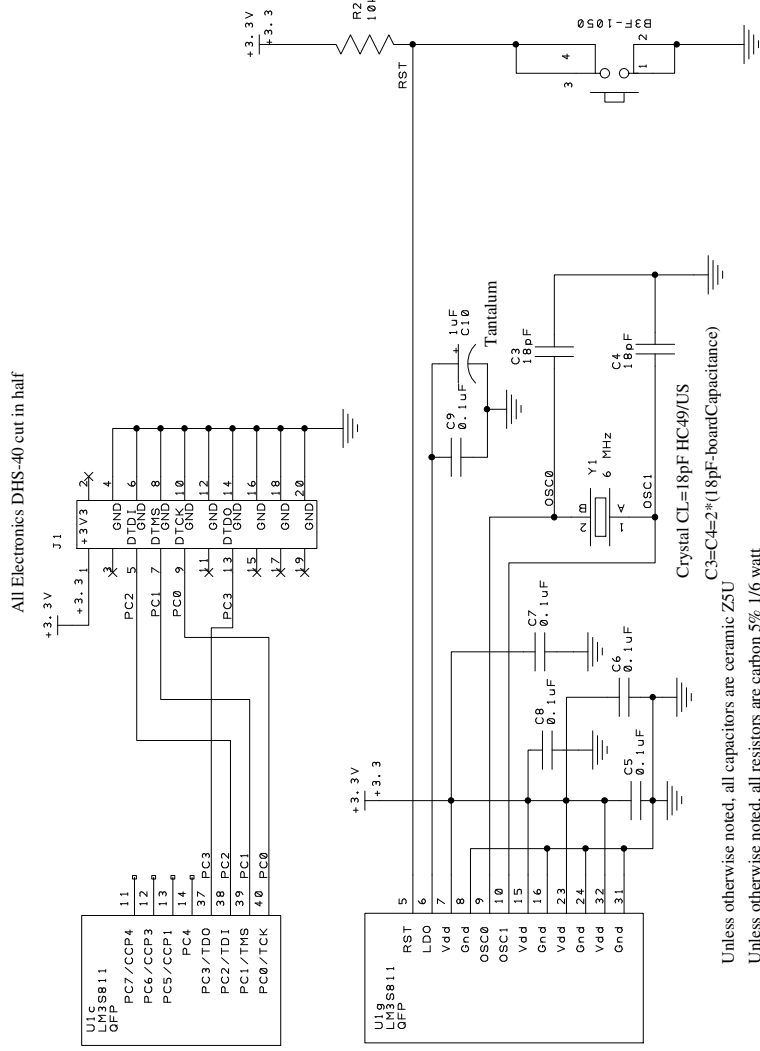 All Electronics DHS-40 cut in half
J1
+3.3V
+3.3
1
+3V3
2
3
GND
4
PC2
5
DTDI
GND
6
PC1
7
DTMS
GND
8
PC0
9
DTCK
GND
10
11
GND
12
PC3
13
DTDO
GND
14
15
GND
16
17
GND
18
19
GND
20
U1c
LM3S811
QFP
PC7/CCP4
11
PC6/CCP3
12
PC5/CCP1
13
PC4
14
PC3/TDO
37
PC3
PC2/TDI
38
PC2
PC1/TMS
39
PC1
PC0/TCK
40
PC0
+3.3V
+3.3
R2
10K
RST
B3F-1050
4
3
2
1
U1g
LM3S811
QFP
RST
5
LDO
6
Vdd
7
Gnd
8
OSC0
9
OSC1
10
Vdd
15
Gnd
16
Vdd
23
Gnd
24
Vdd
32
Gnd
31
+3.3V
+3.3
C9
0.1uF
+
1uF
C10
Tantalum
C7
0.1uF
C8
0.1uF
C6
0.1uF
C5
0.1uF
OSC0
Y1
6 MHz
B
2
A
1
OSC1
C3
18pF
C4
18pF
Crystal CL=18pF HC49/US
C3=C4=2*(18pF-boardCapacitance)
Unless otherwise noted, all capacitors are ceramic Z5U
Unless otherwise noted, all resistors are carbon 5% 1/6 watt